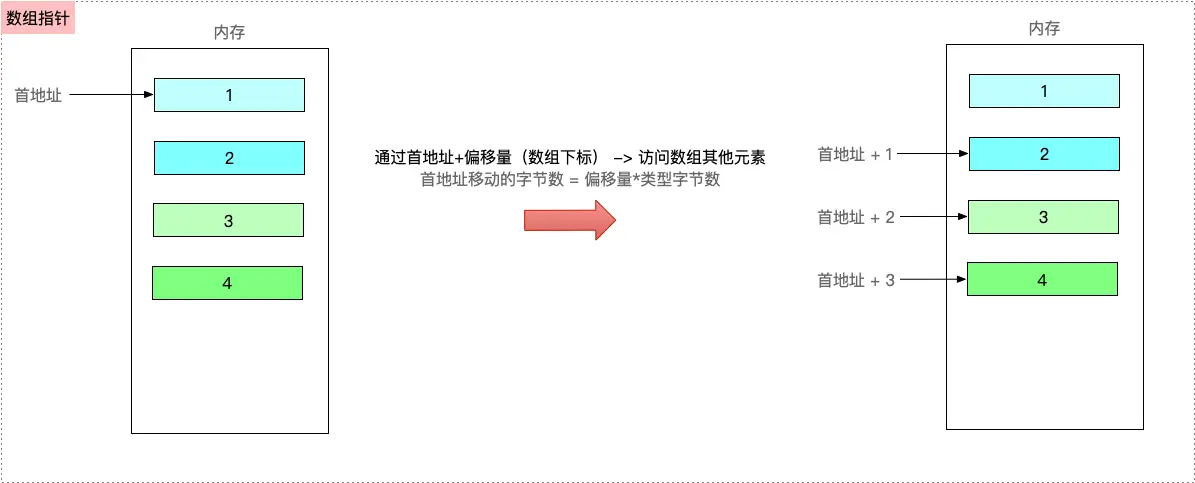 数组指针
内存
首地址
1
2
3
4
通过首地址+偏移量（数组下标） -> 访问数组其他元素
首地址移动的字节数 = 偏移量*类型字节数
内存
1
首地址 + 1
2
首地址 + 2
3
首地址 + 3
4